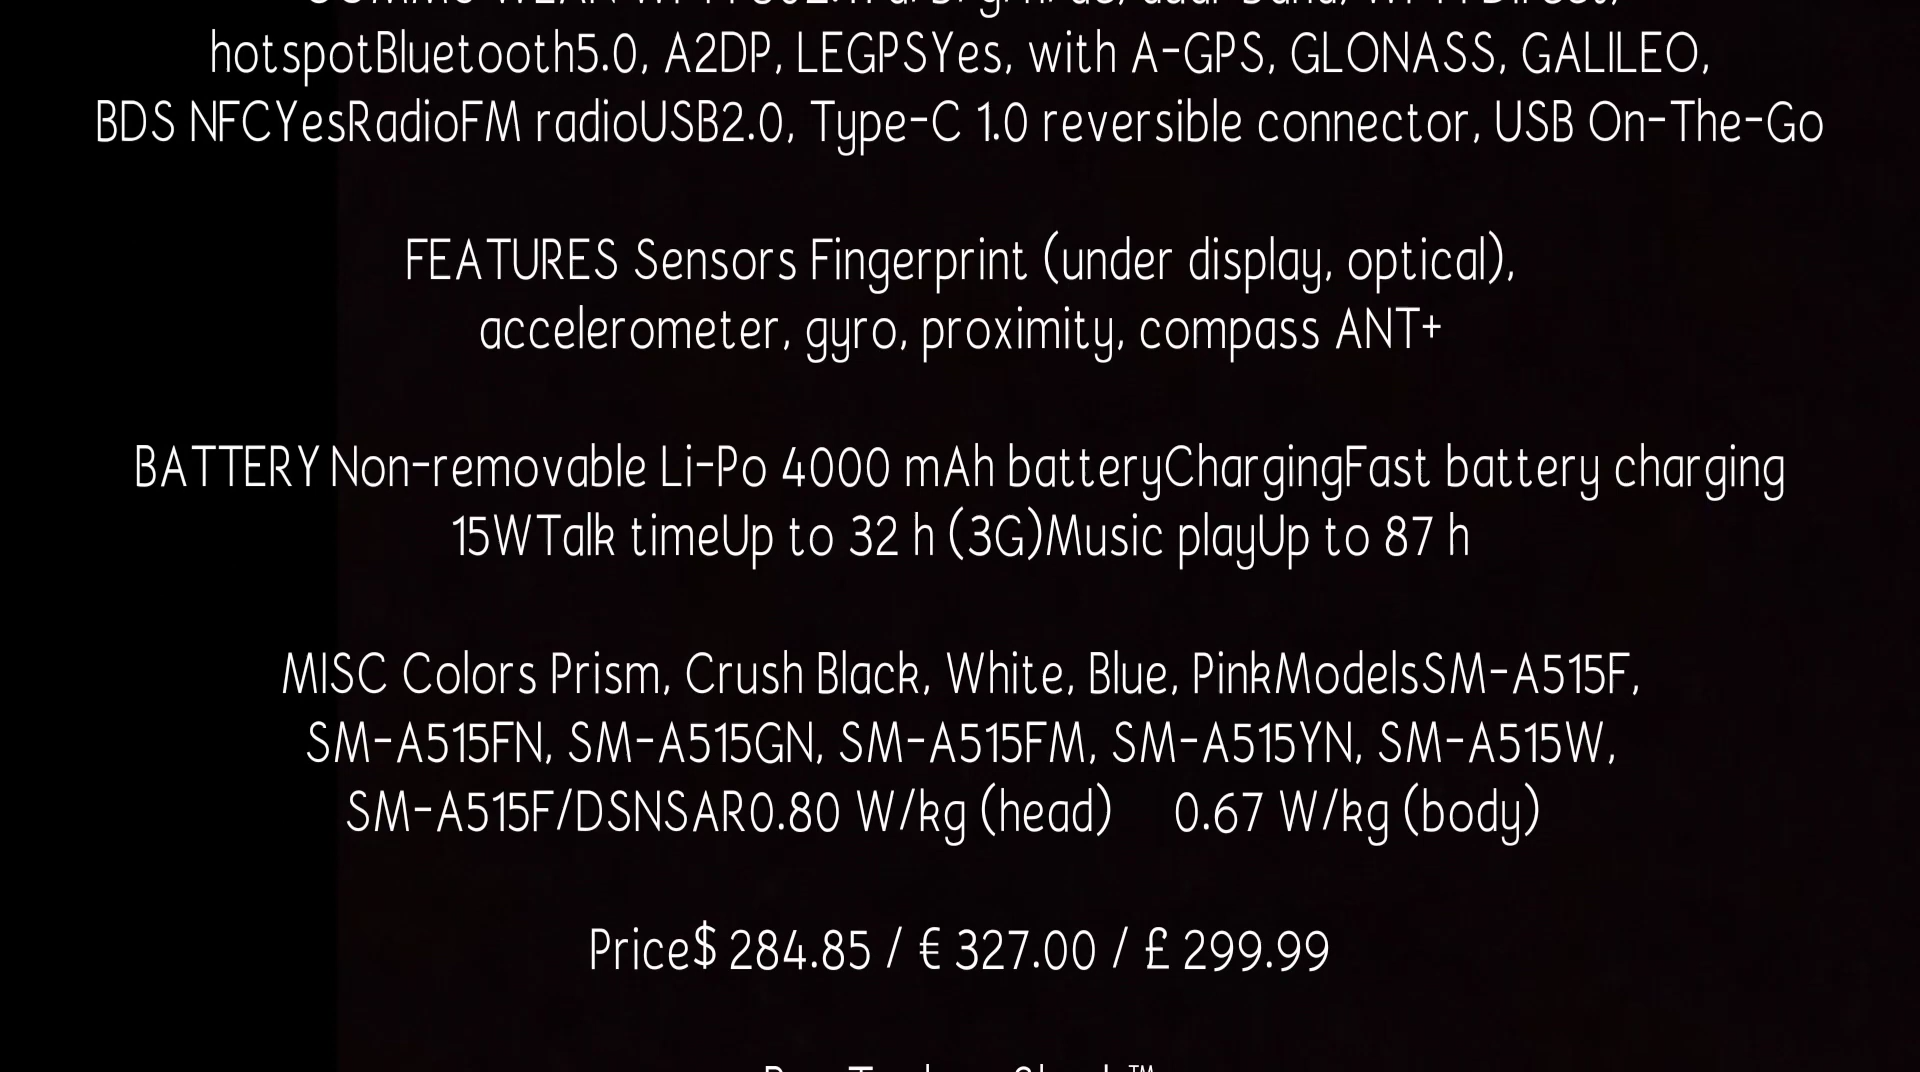 hotspotBluetooth5.0, A2DP, LEGPSYes, with A-GPS, GLONASS, GALILEO,
BDS NFCYesRadioFM radioUSB2.0, Type-C 1.0 reversible connector, USB On-The-Go
FEATURES Sensors Fingerprint (under display, optical),
accelerometer, gyro, proximity, compass ANT+
BATTERY Non-removable Li-Po 4000 mAh batteryChargingFast battery charging
15WTalk timeUp to 32 h (3G)Music playUp to 87 h
MISC Colors Prism, Crush Black, White, Blue, PinkModelsSM-A515F,
SM-A515FN, SM-A515GN, SM-A515FM, SM-A515YN, SM-A515W,
SM-A515F/DSNSAR0.80 W/kg (head) 0.67 W/kg (body)
Price$ 284.85 / € 327.00 / £ 299.99